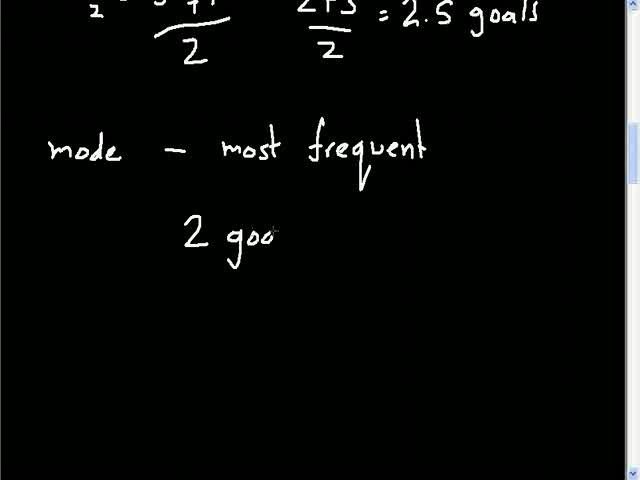 2+3/2 = 2.5 goals
mode – most frequent
2 goo